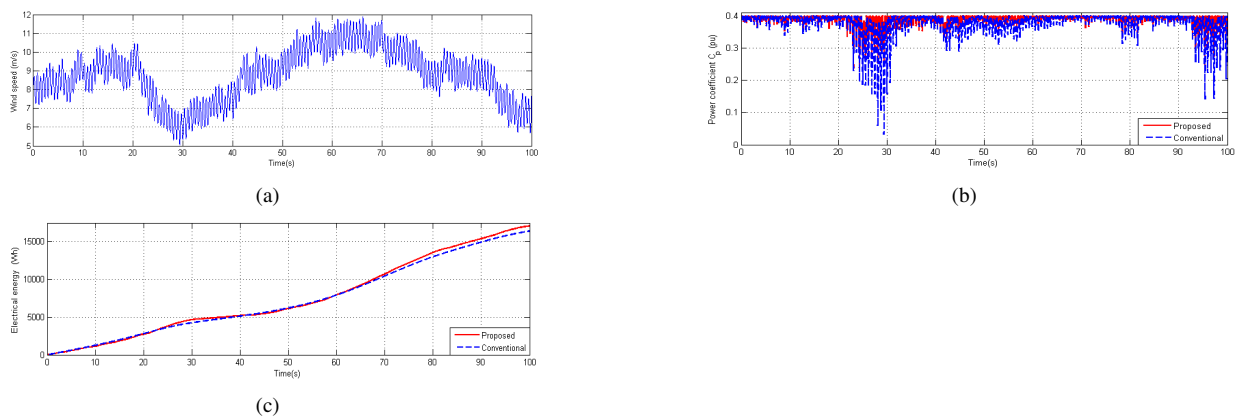 Wind speed (m/s)
12
11
10
9
8
7
6
5
0 10 20 30 40 50 60 70 80 90 100
Time(s)
(a)
Power coefficient Cp (pu)
0.4
0.3
0.2
0.1
0
Proposed
Conventional
0 10 20 30 40 50 60 70 80 90 100
Time(s)
(b)
Electrical energy (Wh)
15000
10000
5000
0
Proposed
Conventional
0 10 20 30 40 50 60 70 80 90 100
Time(s)
(c)